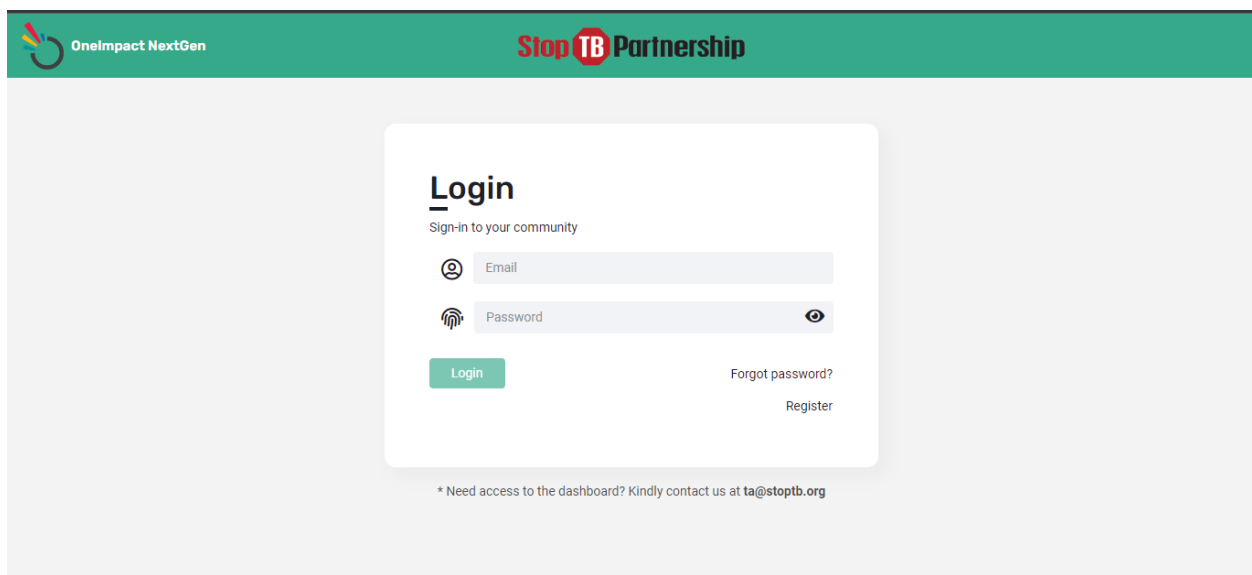 OneImpact NextGen
Stop TB Partnership
Login
Sign-in to your community
Email
Password
Login
Forgot password?
Register
* Need access to the dashboard? Kindly contact us at ta@stoptb.org